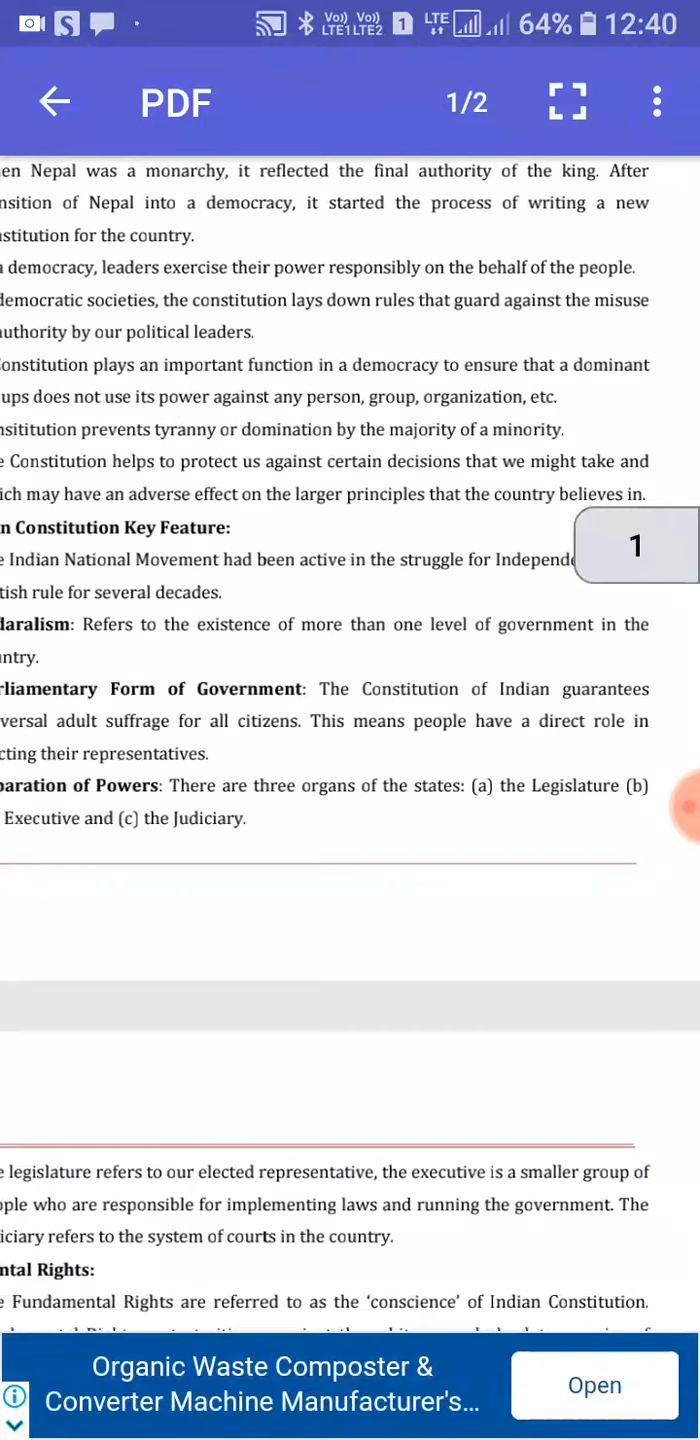 Voi) Voi) 1 LTE 64% 12:40
LTE1 LTE2
PDF 1/2
en Nepal was a monarchy, it reflected the final authority of the king. After
nsition of Nepal into a democracy, it started the process of writing a new
nstitution for the country.
a democracy, leaders exercise their power responsibly on the behalf of the people.
democratic societies, the constitution lays down rules that guard against the misuse
authority by our political leaders.
Constitution plays an important function in a democracy to ensure that a dominant
ups does not use its power against any person, group, organization, etc.
nsititution prevents tyranny or domination by the majority of a minority.
e Constitution helps to protect us against certain decisions that we might take and
ich may have an adverse effect on the larger principles that the country believes in.
n Constitution Key Feature:
e Indian National Movement had been active in the struggle for Independe
1
tish rule for several decades.
daralism: Refers to the existence of more than one level of government in the
untry.
rliamentary Form of Government: The Constitution of Indian guarantees
versal adult suffrage for all citizens. This means people have a direct role in
cting their representatives.
paration of Powers: There are three organs of the states: (a) the Legislature (b)
Executive and (c) the Judiciary.
e legislature refers to our elected representative, the executive is a smaller group of
ople who are responsible for implementing laws and running the government. The
iciary refers to the system of courts in the country.
ntal Rights:
e Fundamental Rights are referred to as the ‘conscience’ of Indian Constitution.
Organic Waste Composter &
Converter Machine Manufacturer's...
Open